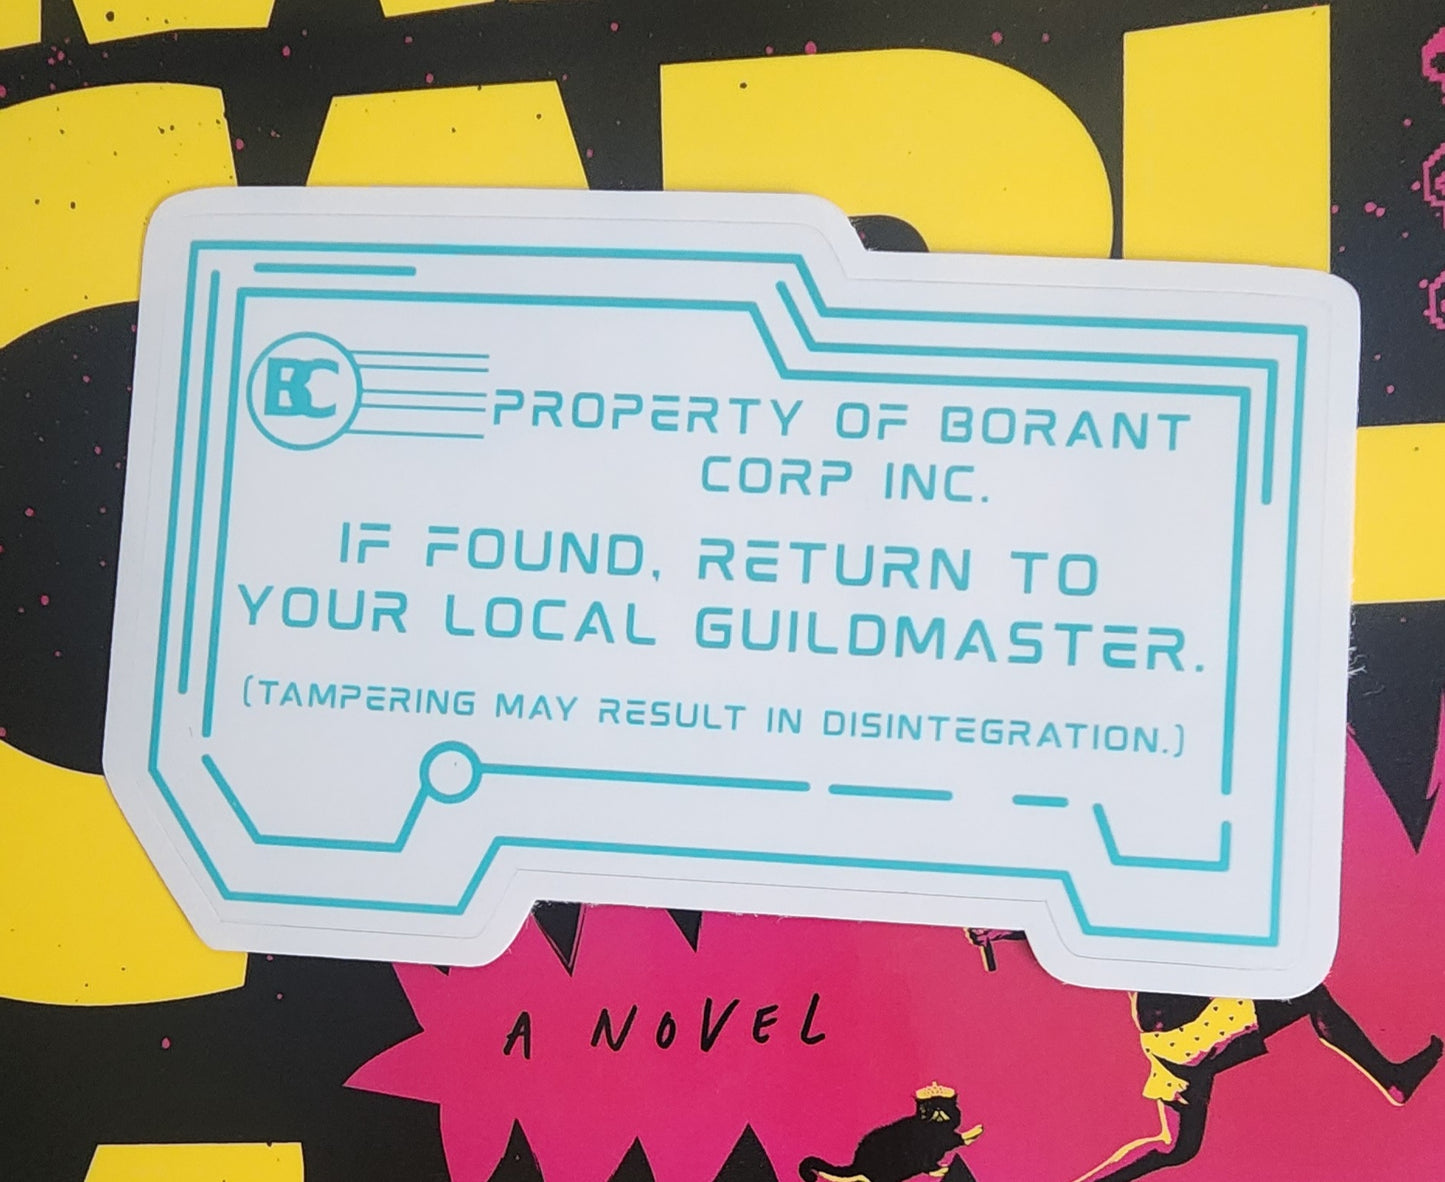 BC
PROPERTY OF BORANT
CORP INC.
IF FOUND, RETURN TO
YOUR LOCAL GUILDMASTER.
(TAMPERING MAY RESULT IN DISINTEGRATION.)
A NOVEL